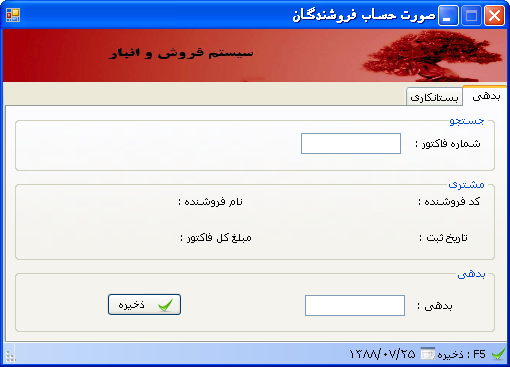 صورت حساب فروشندگان
سیستم فروش و انبار
بدهی
بستانکاری
جستجو
شماره فاکتور :
مشتری
کد فروشنده :
نام فروشنده :
تاریخ ثبت :
مبلغ کل فاکتور :
بدهی
بدهی :
ذخیره
F5 : ذخیره
۱۳۸۸/۰۷/۲۵